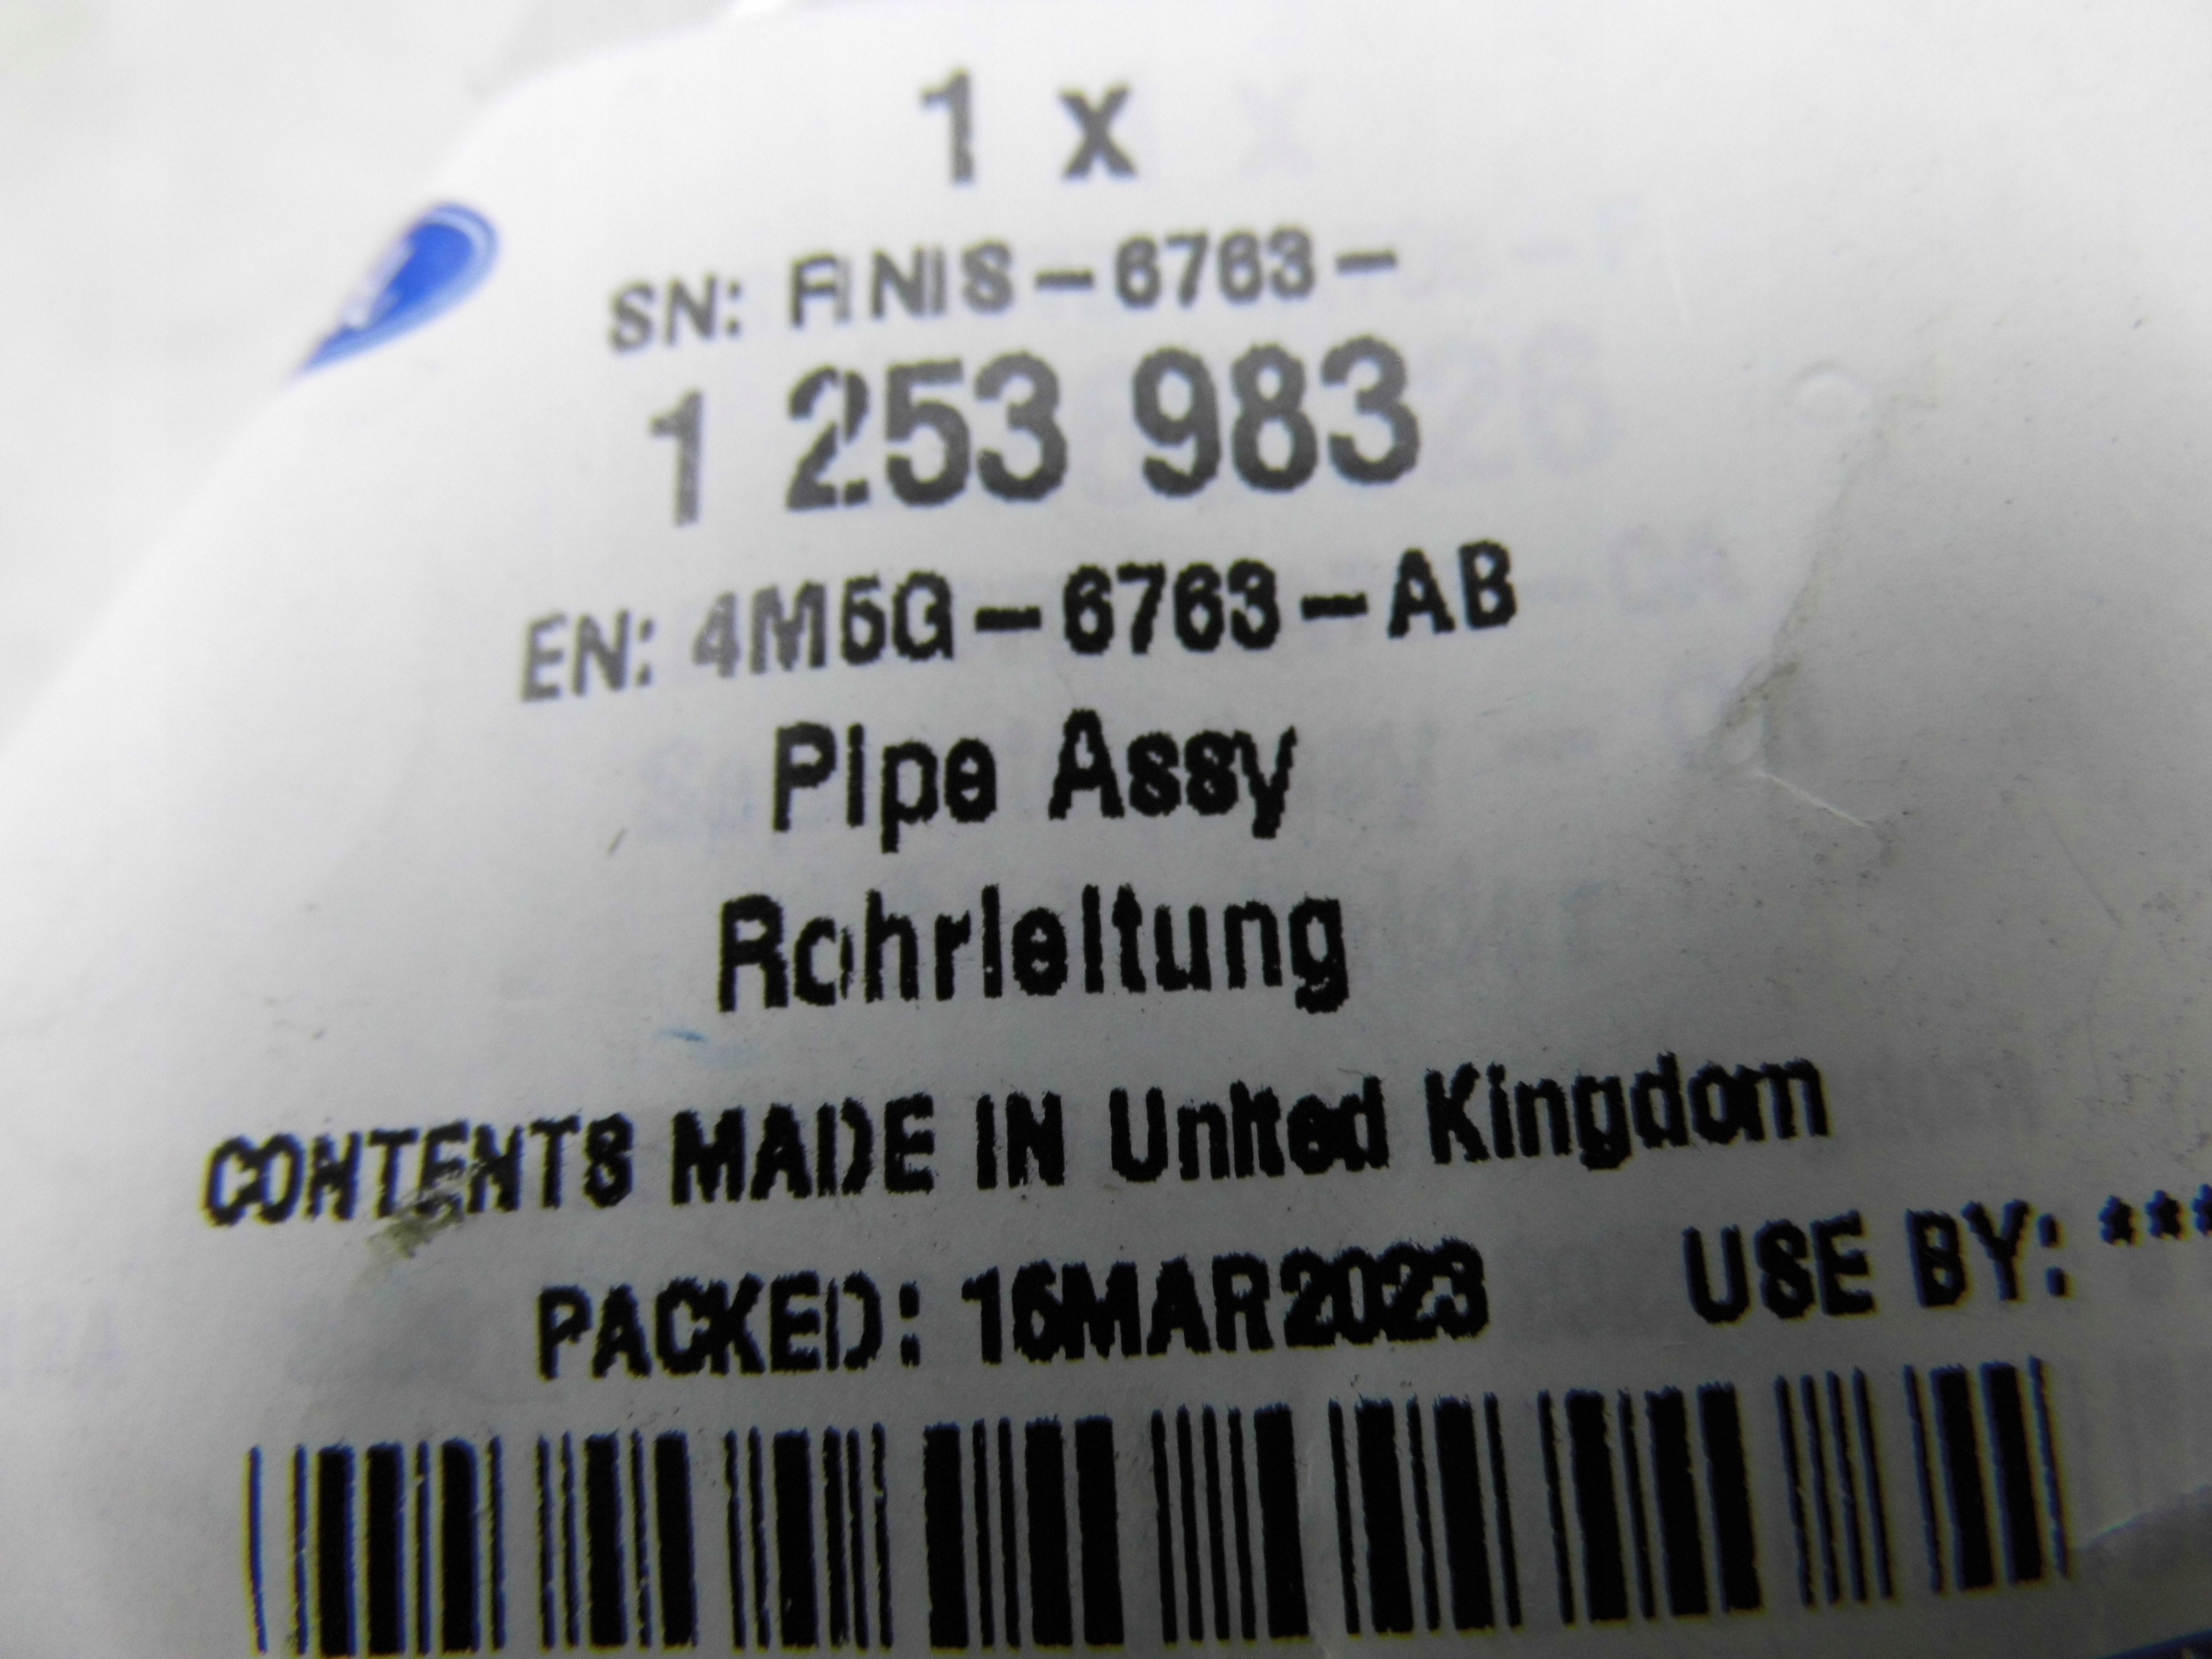 1 x
SN: FINIS-6763-
1 253 983
EN: 4M5G-6763-AB
Pipe Assy
Rohrleitung
CONTENTS MADE IN United Kingdom
PACKED: 16MAR2023 USE BY: ***